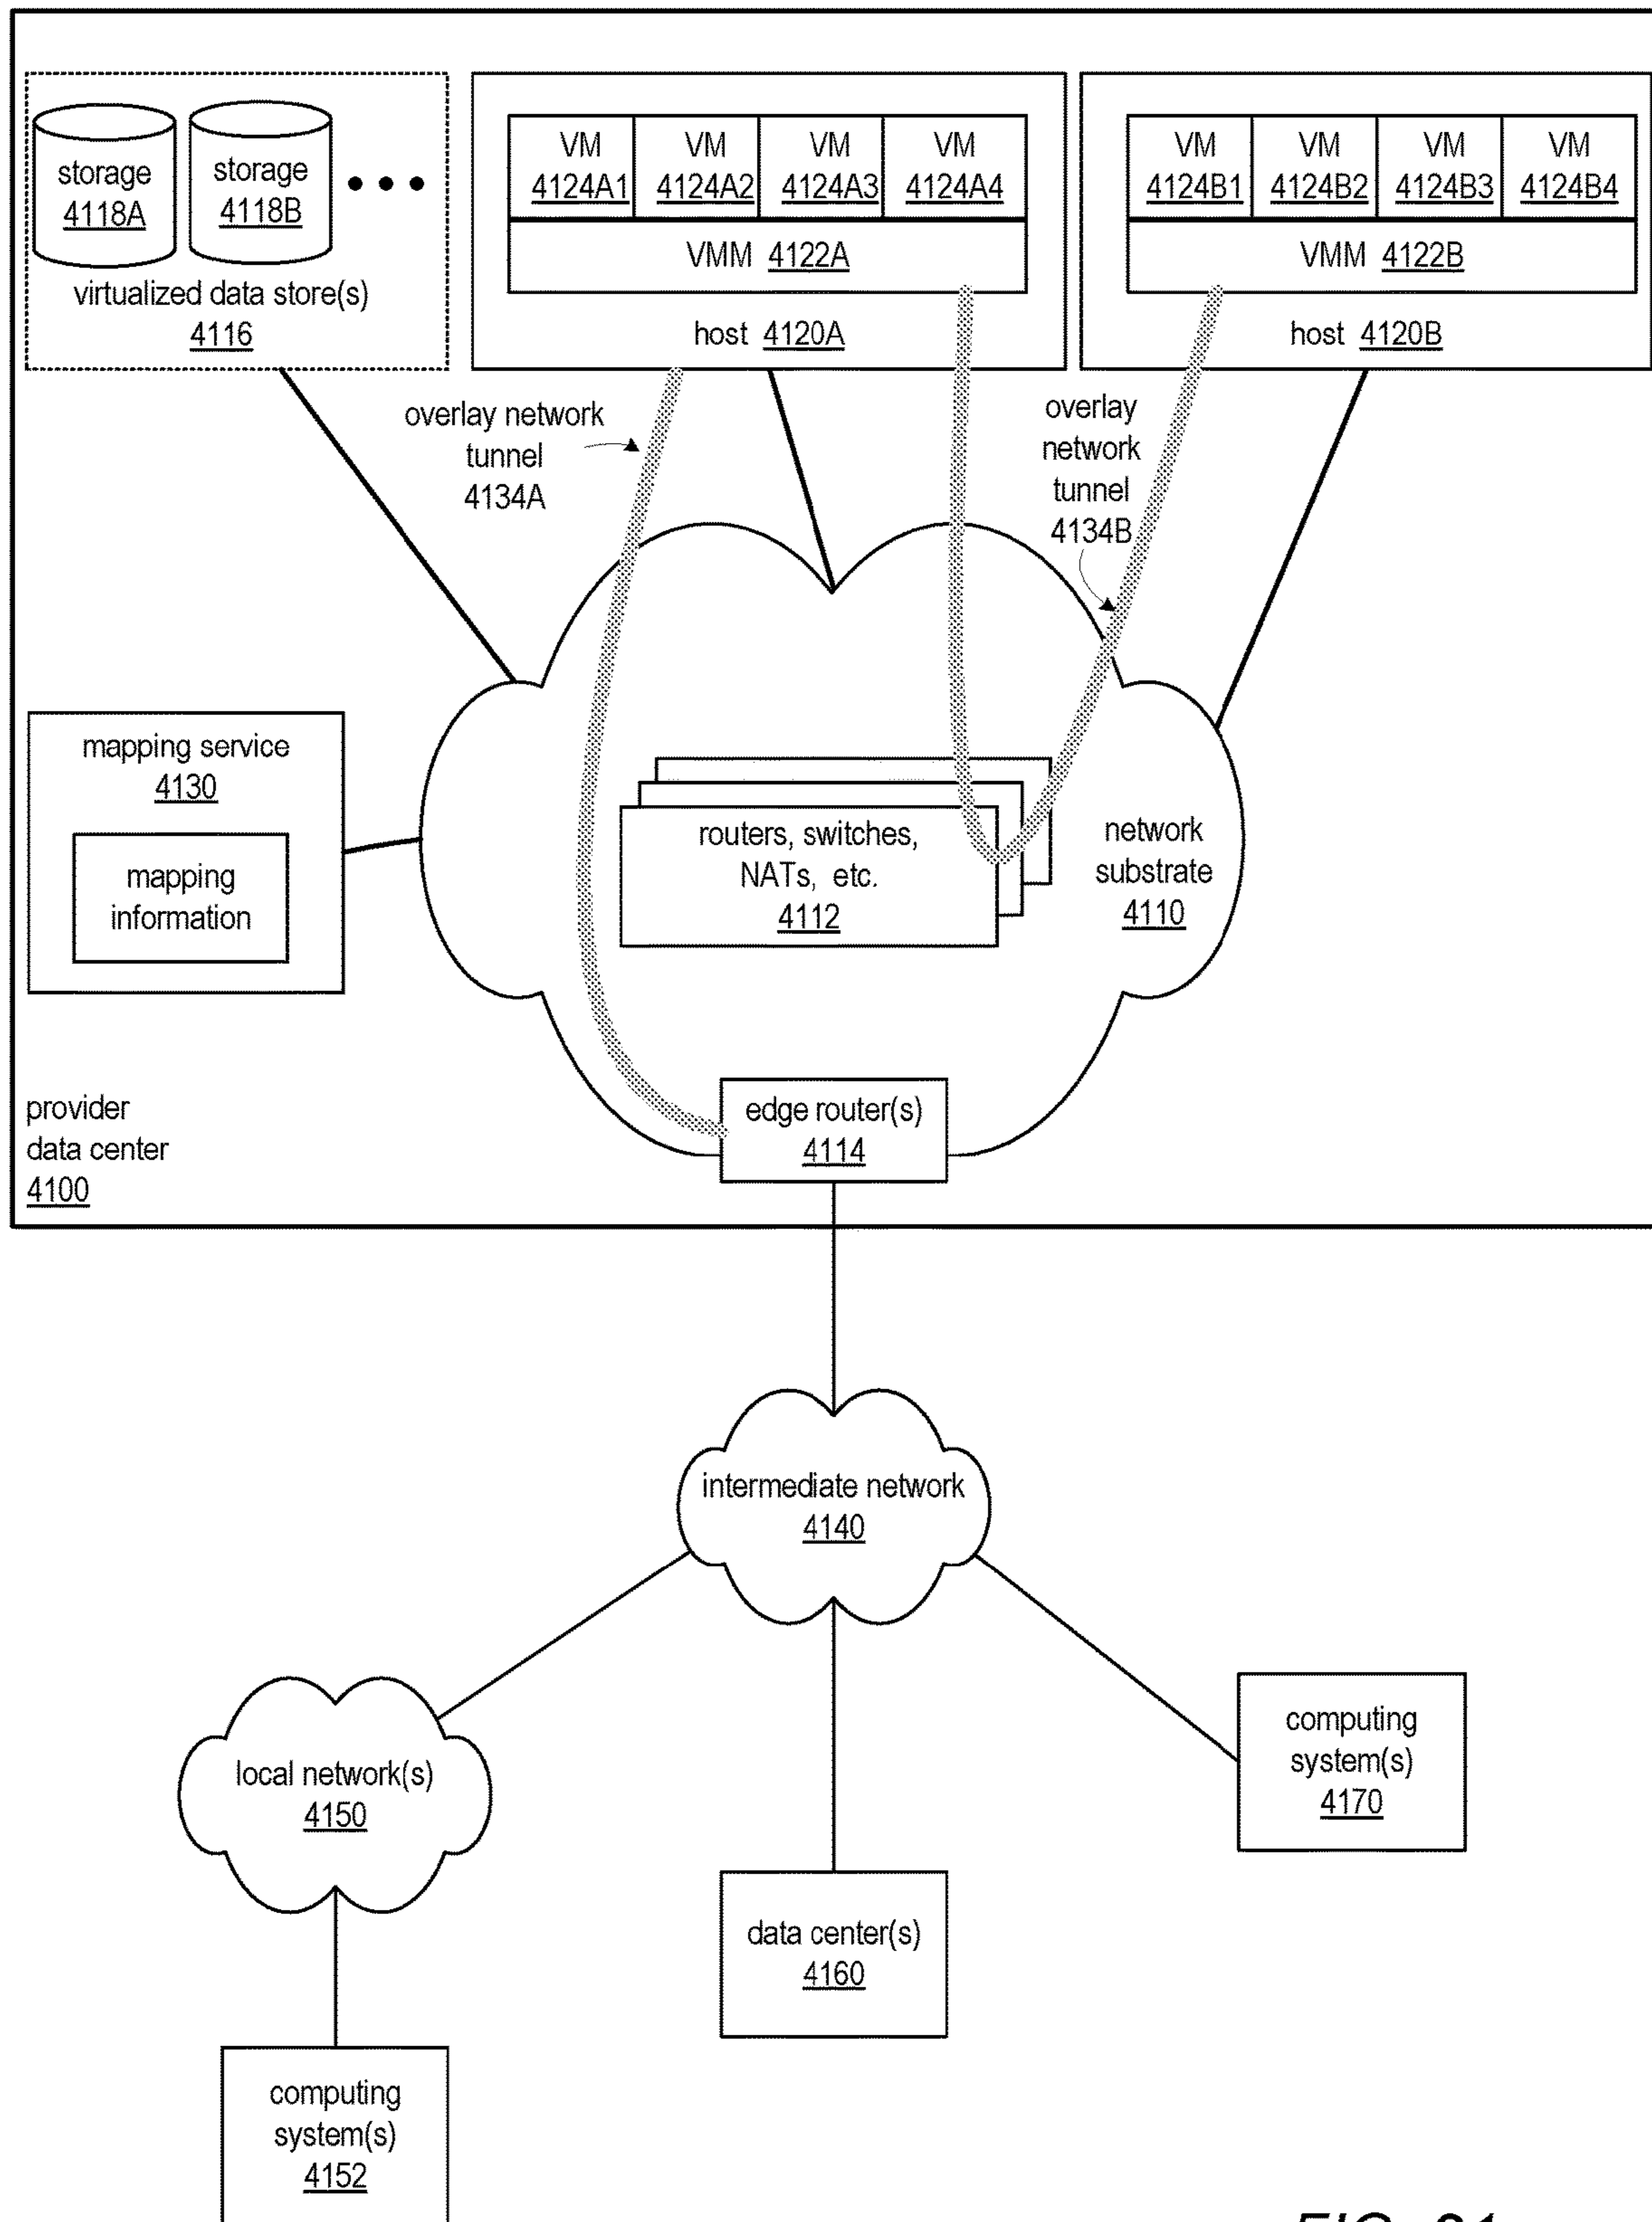 storage
4118A
storage
4118B
virtualized data store(s)
4116
VM
4124A1
VM
4124A2
VM
4124A3
VM
4124A4
VMM 4122A
host 4120A
VM
4124B1
VM
4124B2
VM
4124B3
VM
4124B4
VMM 4122B
host 4120B
overlay network
tunnel
4134A
overlay
network
tunnel
4134B
mapping service
4130
mapping
information
routers, switches,
NATs, etc.
4112
network
substrate
4110
edge router(s)
4114
provider
data center
4100
intermediate network
4140
local network(s)
4150
computing
system(s)
4170
data center(s)
4160
computing
system(s)
4152